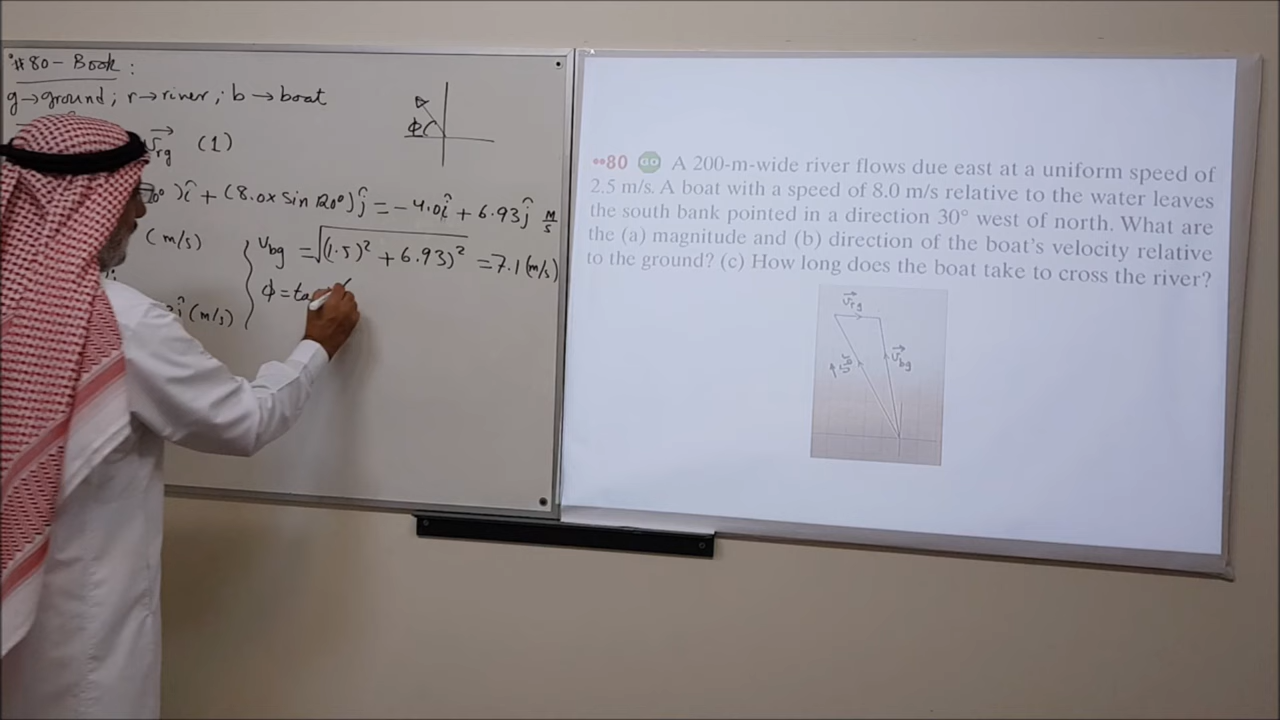 #80 - Book :
g→ground; r→river; b→boat
v⃗rg (1)
)î + (8.0 x sin 120°)ĵ = -4.0î + 6.93ĵ m/s
(m/s)
vbg = √(1.5)² + 6.93)² = 7.1 (m/s)
ϕ =
ĵ (m/s)
ϕ
••80 GO A 200-m-wide river flows due east at a uniform speed of
2.5 m/s. A boat with a speed of 8.0 m/s relative to the water leaves
the south bank pointed in a direction 30° west of north. What are
the (a) magnitude and (b) direction of the boat's velocity relative
to the ground? (c) How long does the boat take to cross the river?
v⃗rg
v⃗bg